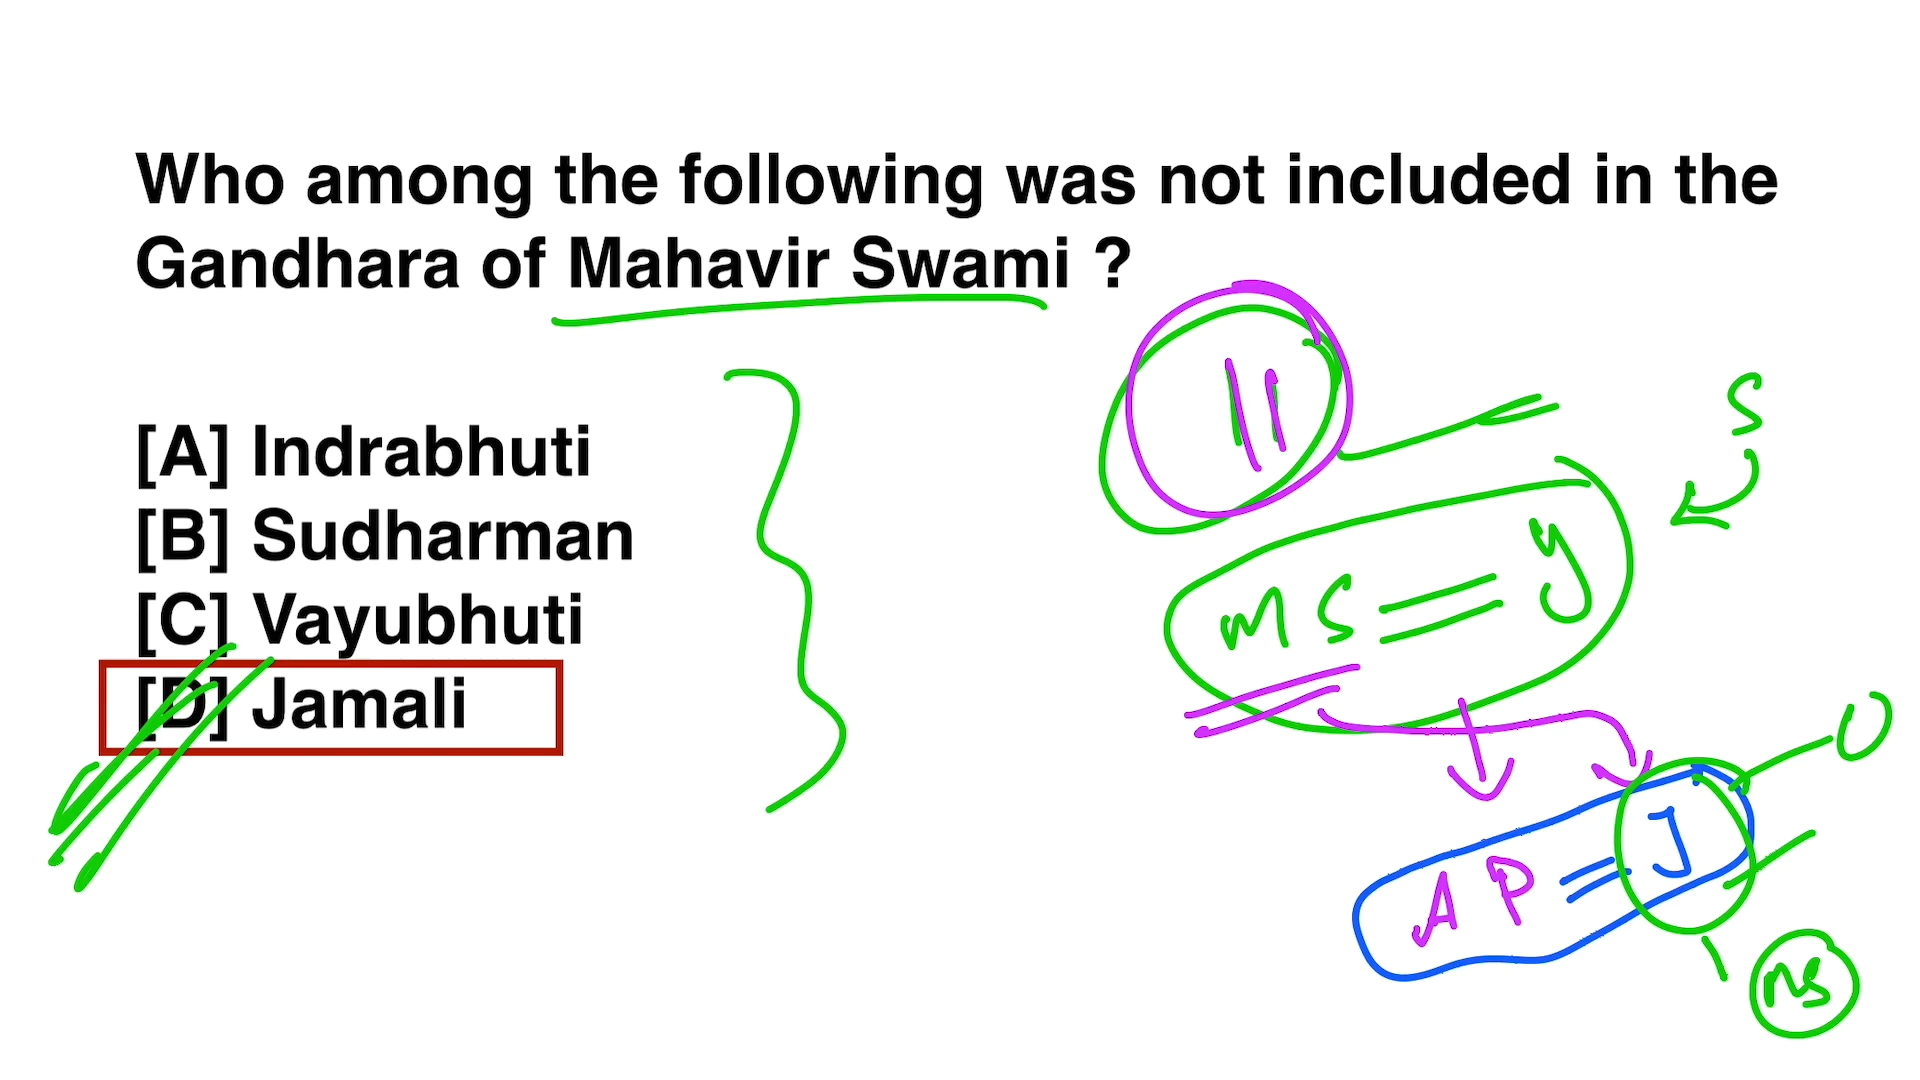 Who among the following was not included in the
Gandhara of Mahavir Swami ?
[A] Indrabhuti
[B] Sudharman
[C] Vayubhuti
[D] Jamali
11
S
MS = y
AP = J
MS